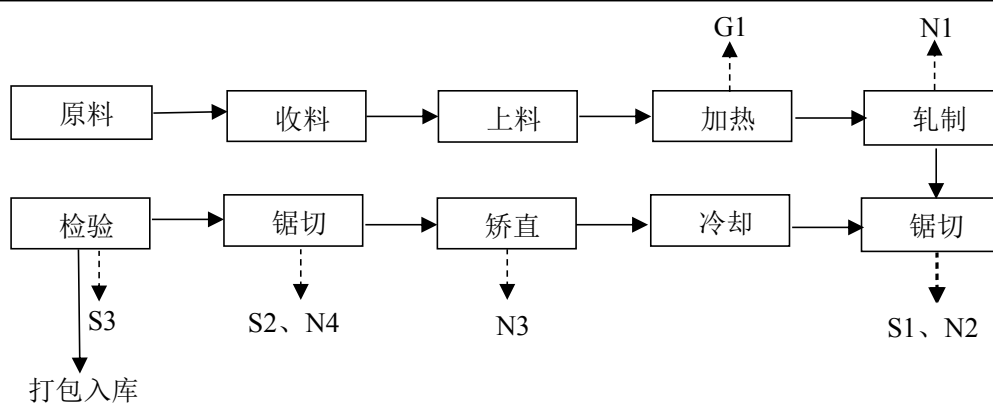 G1
N1
原料
收料
上料
加热
轧制
检验
锯切
矫直
冷却
锯切
S3
S2、N4
N3
S1、N2
打包入库